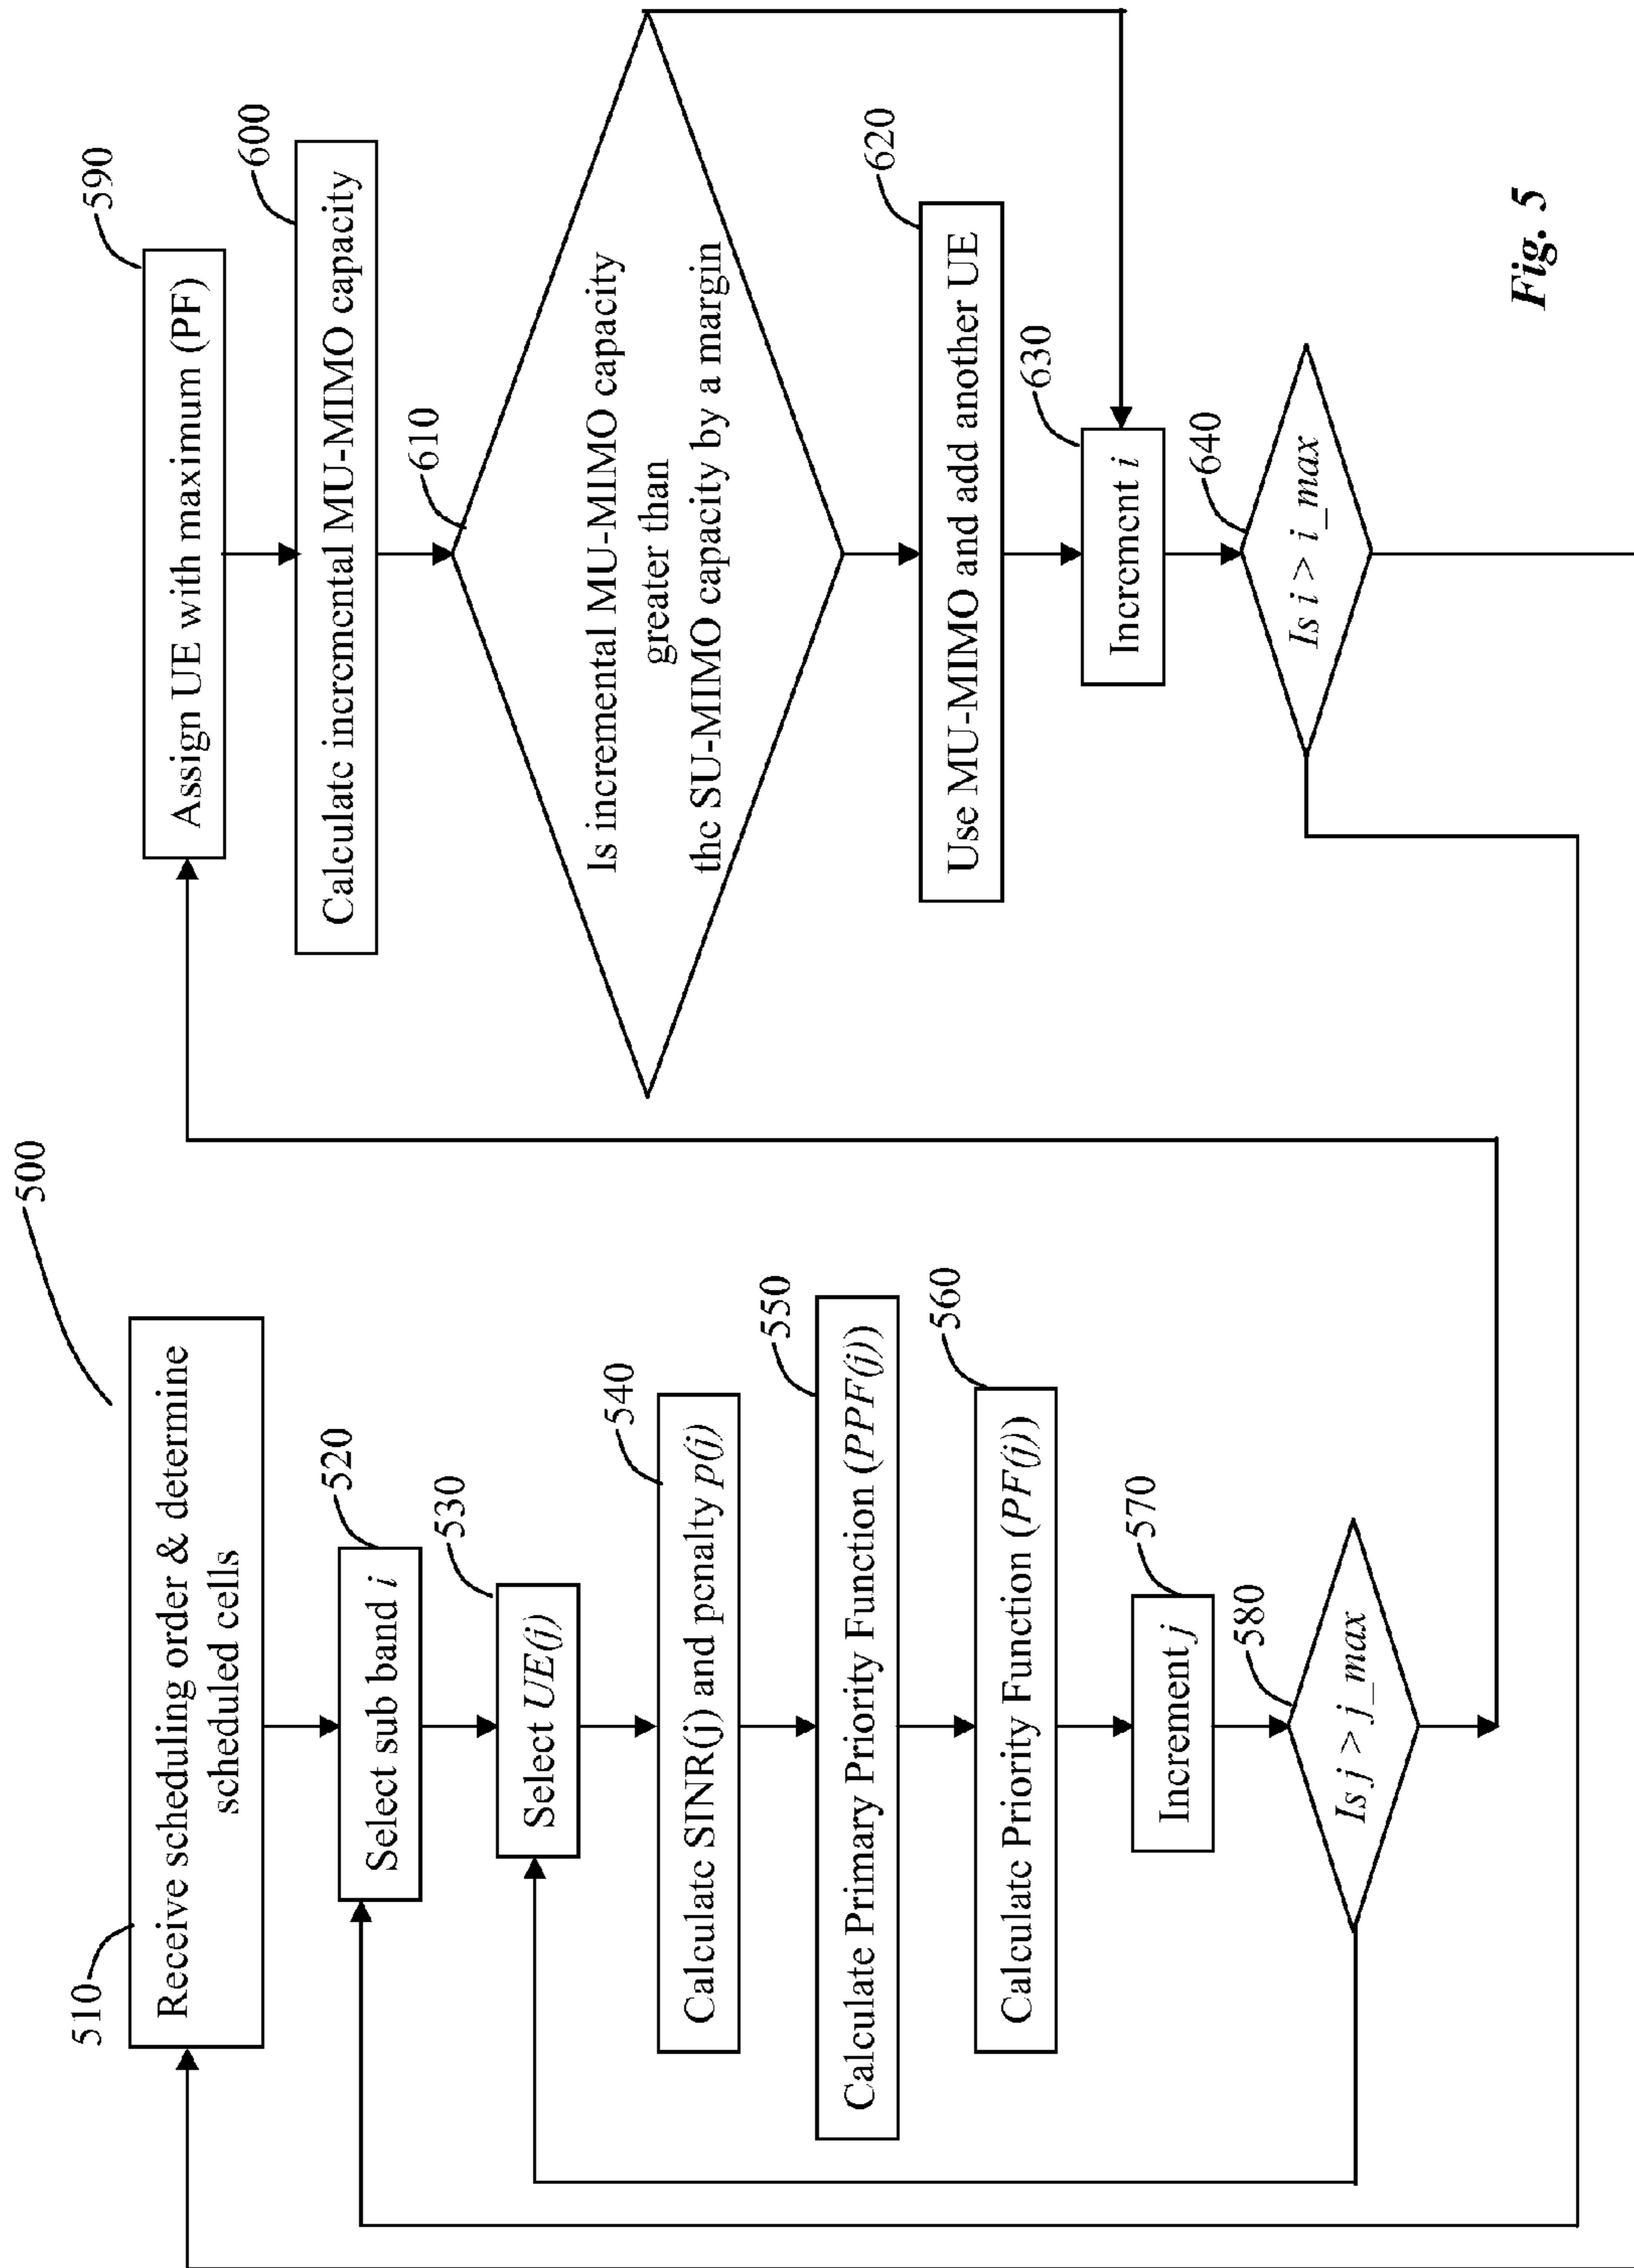 500
510
Receive scheduling order & determine
scheduled cells
520
Select sub band i
530
Select UE(j)
540
Calculate SINR(j) and penalty p(j)
550
Calculate Primary Priority Function (PPF(j))
560
Calculate Priority Function (PF(j))
570
Increment j
580
Is j > j_max
590
Assign UE with maximum (PF)
600
Calculate incremental MU-MIMO capacity
610
Is incremental MU-MIMO capacity
greater than
the SU-MIMO capacity by a margin
620
Use MU-MIMO and add another UE
630
Increment i
640
Is i > i_max
Fig. 5